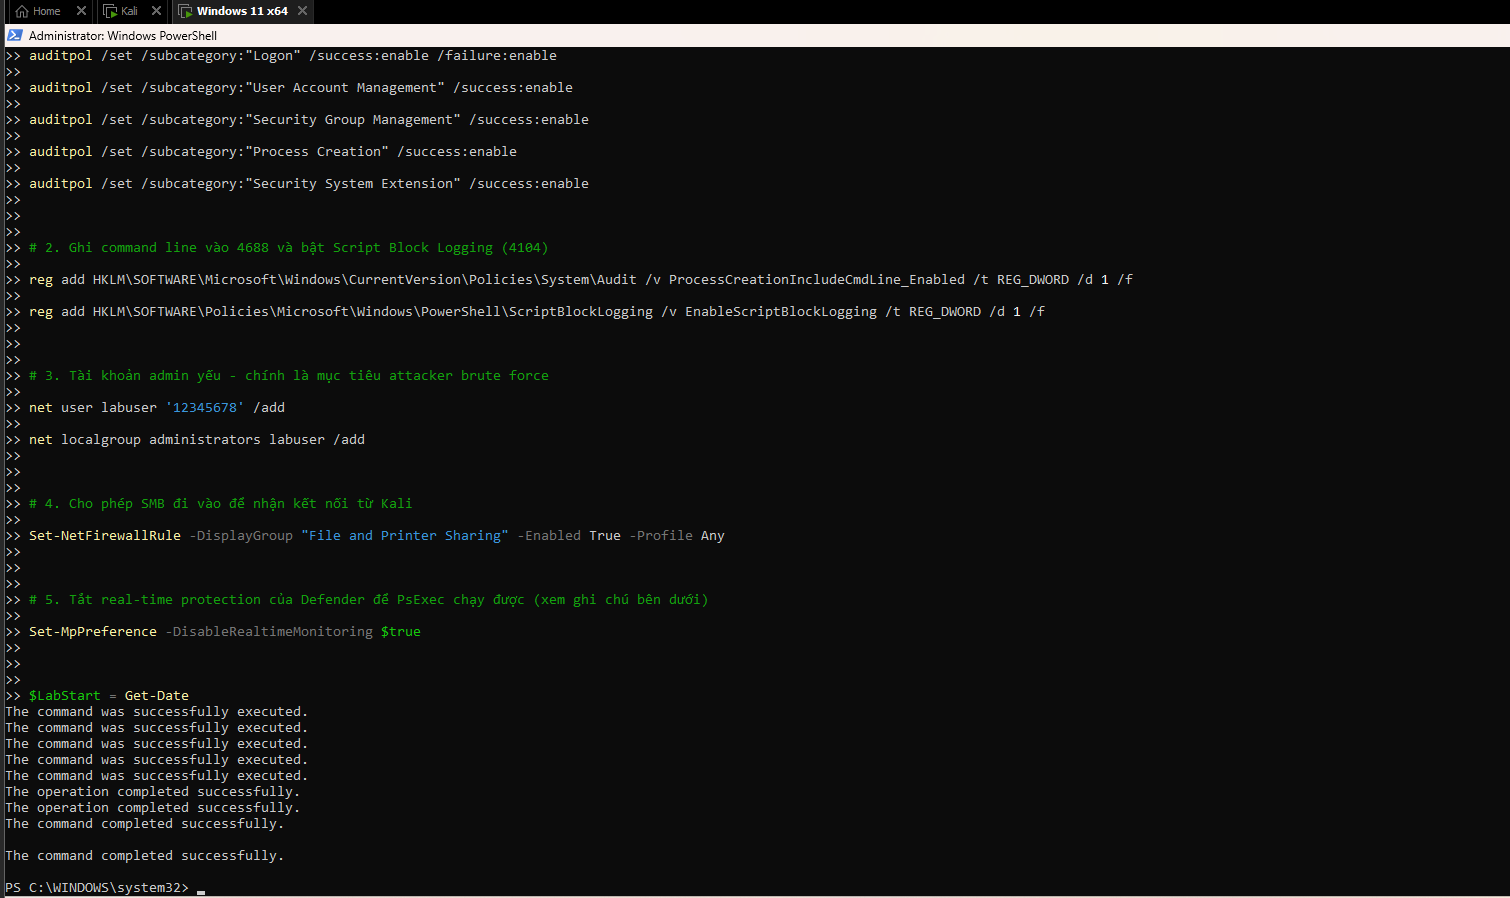 Home
Kali
Windows 11 x64
Administrator: Windows PowerShell
>> auditpol /set /subcategory:"Logon" /success:enable /failure:enable
>>
>> auditpol /set /subcategory:"User Account Management" /success:enable
>>
>> auditpol /set /subcategory:"Security Group Management" /success:enable
>>
>> auditpol /set /subcategory:"Process Creation" /success:enable
>>
>> auditpol /set /subcategory:"Security System Extension" /success:enable
>>
>>
>>
>> # 2. Ghi command line vào 4688 và bật Script Block Logging (4104)
>>
>> reg add HKLM\SOFTWARE\Microsoft\Windows\CurrentVersion\Policies\System\Audit /v ProcessCreationIncludeCmdLine_Enabled /t REG_DWORD /d 1 /f
>>
>> reg add HKLM\SOFTWARE\Policies\Microsoft\Windows\PowerShell\ScriptBlockLogging /v EnableScriptBlockLogging /t REG_DWORD /d 1 /f
>>
>>
>>
>> # 3. Tài khoản admin yếu - chính là mục tiêu attacker brute force
>>
>> net user labuser '12345678' /add
>>
>> net localgroup administrators labuser /add
>>
>>
>>
>> # 4. Cho phép SMB đi vào để nhận kết nối từ Kali
>>
>> Set-NetFirewallRule -DisplayGroup "File and Printer Sharing" -Enabled True -Profile Any
>>
>>
>>
>> # 5. Tắt real-time protection của Defender để PsExec chạy được (xem ghi chú bên dưới)
>>
>> Set-MpPreference -DisableRealtimeMonitoring $true
>>
>>
>>
>> $LabStart = Get-Date
The command was successfully executed.
The command was successfully executed.
The command was successfully executed.
The command was successfully executed.
The command was successfully executed.
The operation completed successfully.
The operation completed successfully.
The command completed successfully.

The command completed successfully.

PS C:\WINDOWS\system32>